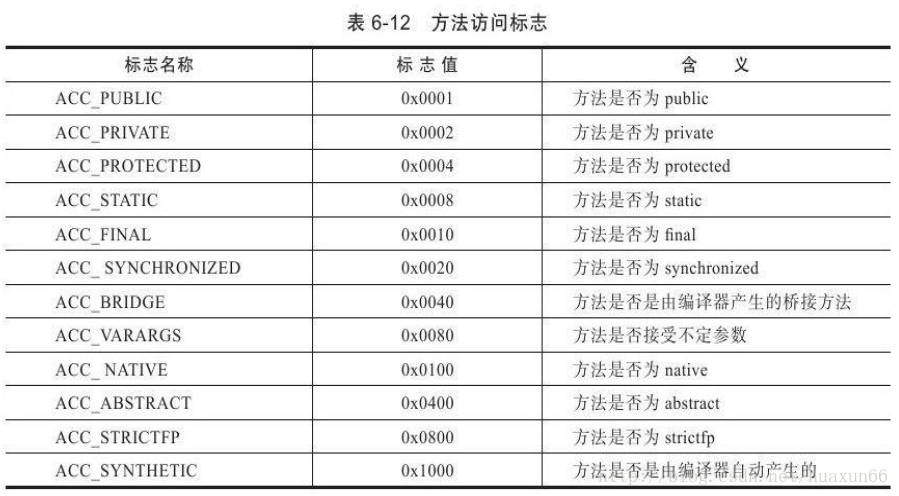 表 6-12 方法访问标志
标志名称 标 志 值 含 义
ACC_PUBLIC 0x0001 方法是否为 public
ACC_PRIVATE 0x0002 方法是否为 private
ACC_PROTECTED 0x0004 方法是否为 protected
ACC_STATIC 0x0008 方法是否为 static
ACC_FINAL 0x0010 方法是否为 final
ACC_ SYNCHRONIZED 0x0020 方法是否为 synchronized
ACC_BRIDGE 0x0040 方法是否是由编译器产生的桥接方法
ACC_VARARGS 0x0080 方法是否接受不定参数
ACC_ NATIVE 0x0100 方法是否为 native
ACC_ABSTRACT 0x0400 方法是否为 abstract
ACC_STRICTFP 0x0800 方法是否为 strictfp
ACC_SYNTHETIC 0x1000 方法是否是由编译器自动产生的
http://blog.csdn.net/huaxun66